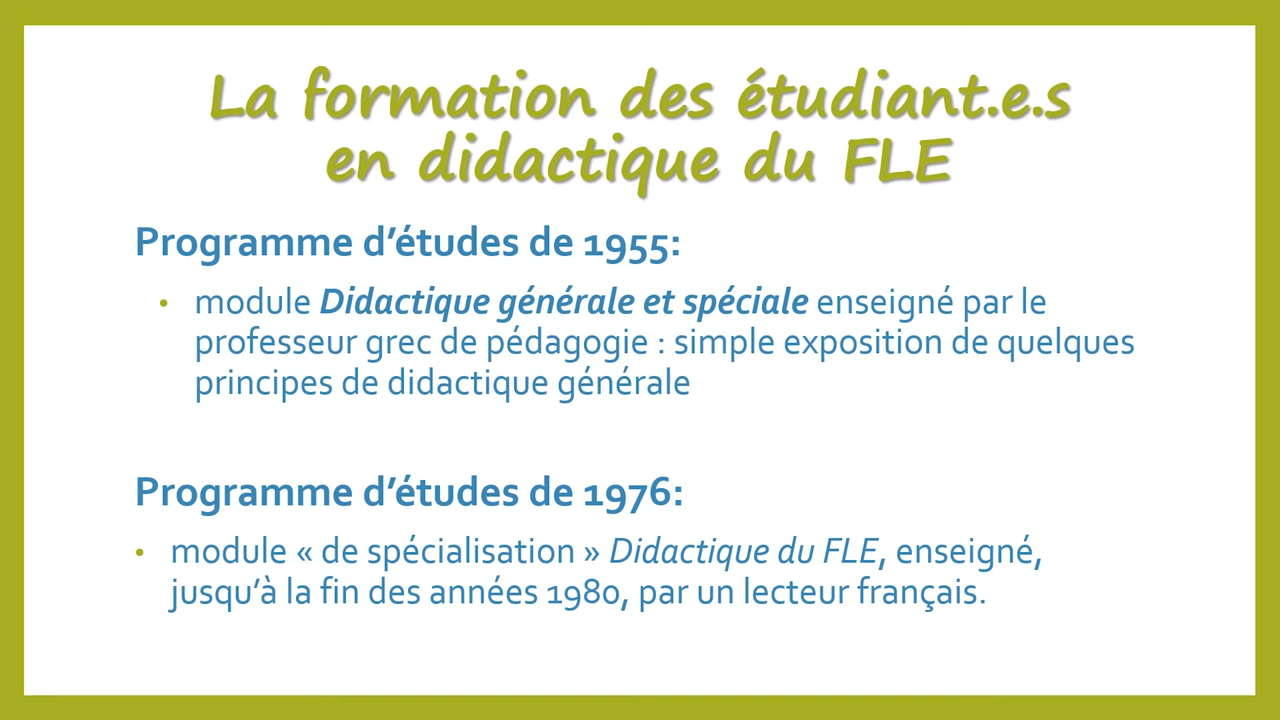 La formation des étudiant.e.s
en didactique du FLE
Programme d’études de 1955:
• module Didactique générale et spéciale enseigné par le
professeur grec de pédagogie : simple exposition de quelques
principes de didactique générale
Programme d’études de 1976:
• module « de spécialisation » Didactique du FLE, enseigné,
jusqu’à la fin des années 1980, par un lecteur français.